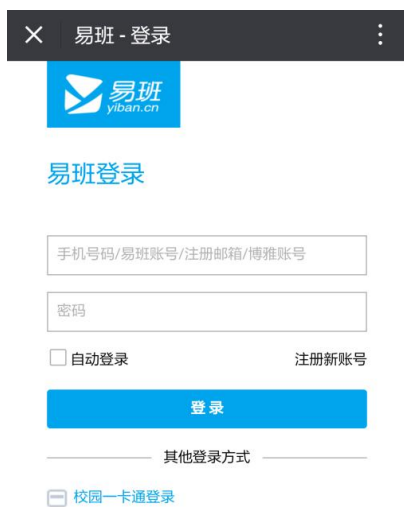 易班 - 登录
易班
yiban.cn
易班登录
手机号码/易班账号/注册邮箱/博雅账号
密码
自动登录 注册新账号
登录
其他登录方式
校园一卡通登录